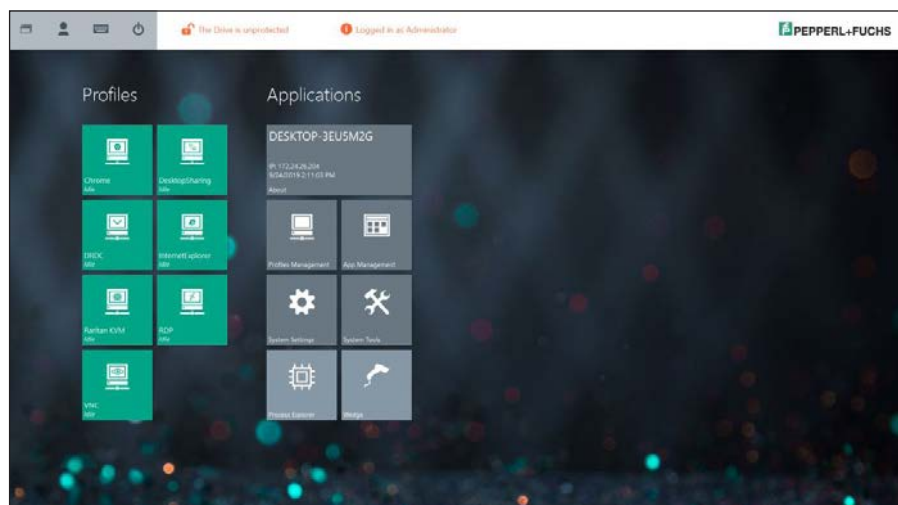 The Drive is unprotected
Logged in as Administrator
PEPPERL+FUCHS
Profiles
Applications
Chrome
Idle
DesktopSharing
Idle
DRDC
Idle
InternetExplorer
Idle
Raritan KVM
Idle
RDP
Idle
VNC
Idle
DESKTOP-3EU5M2G
About
Profiles Management
App Management
System Settings
System Tools
Process Explorer
Wedge